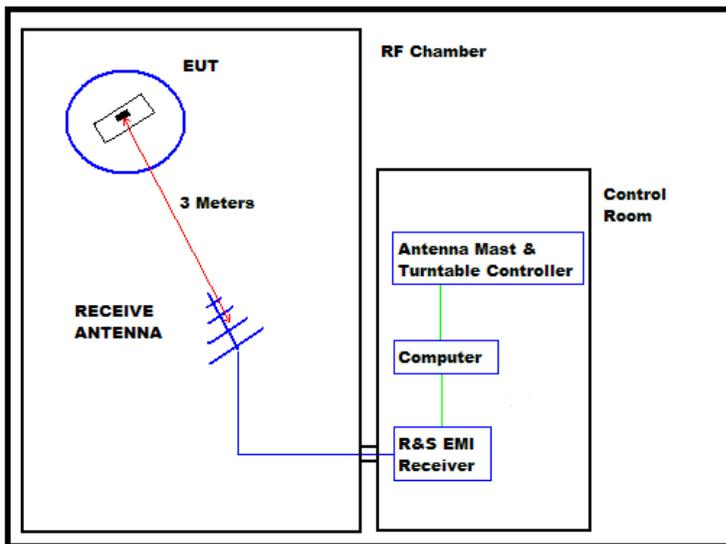 EUT
RF Chamber
3 Meters
RECEIVE
ANTENNA
Control
Room
Antenna Mast &
Turntable Controller
Computer
R&S EMI
Receiver